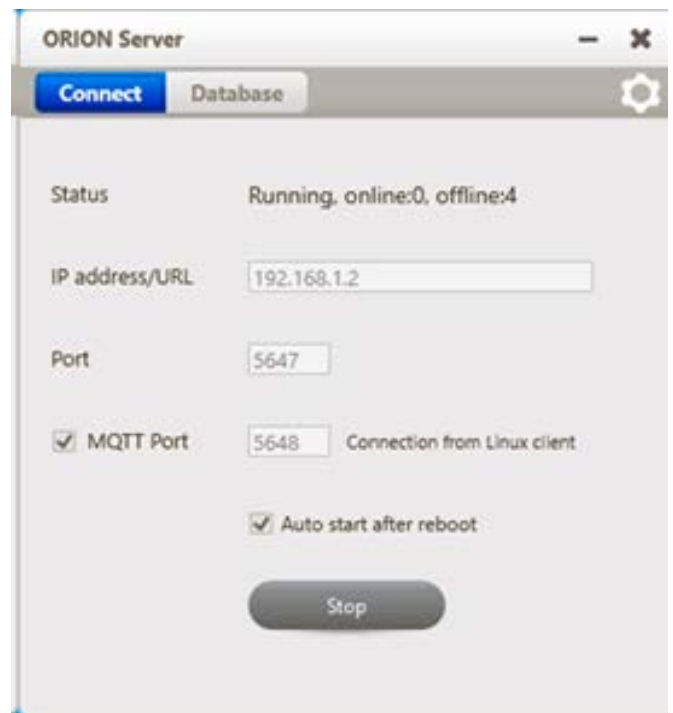 ORION Server
Connect Database
Status Running, online:0, offline:4
IP address/URL 192.168.1.2
Port 5647
MQTT Port 5648 Connection from Linux client
Auto start after reboot
Stop